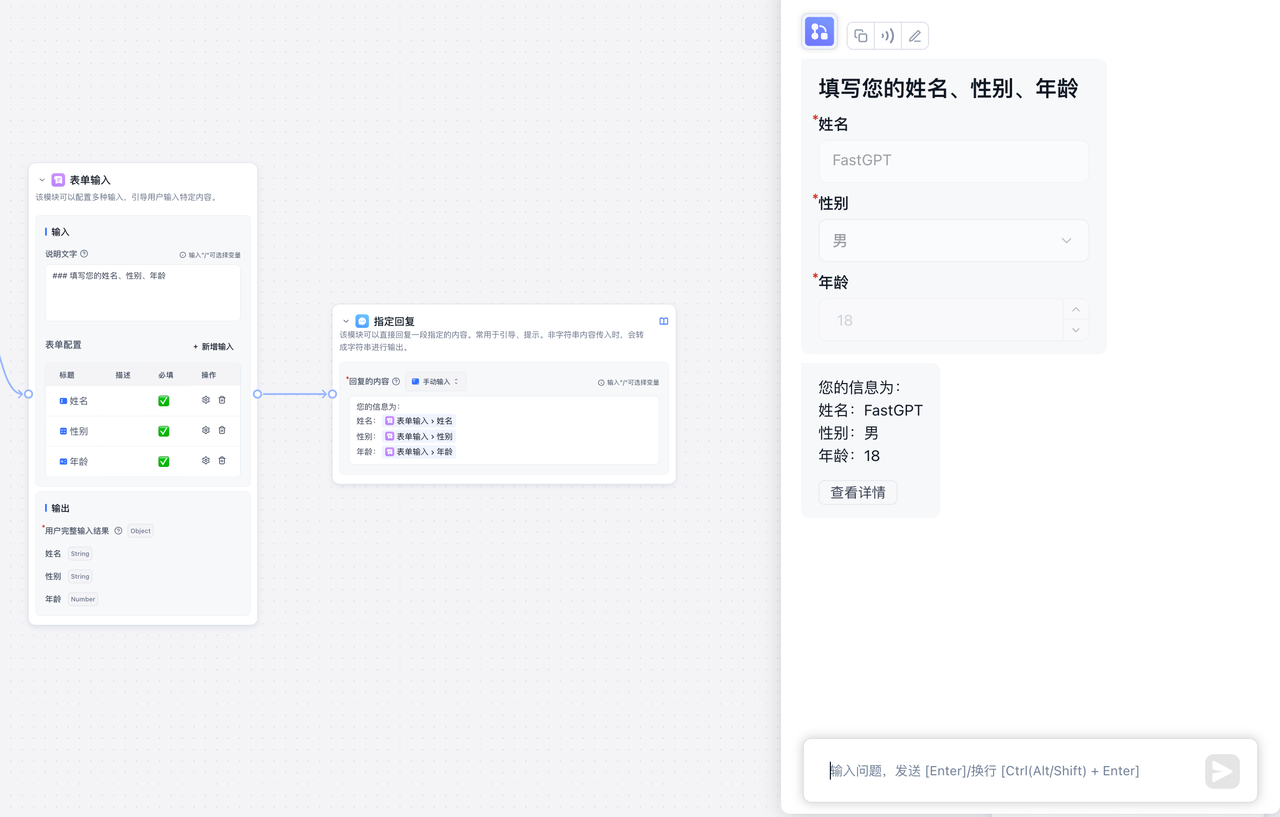 表单输入
该模块可以配置多种输入，引导用户输入特定内容。
输入
说明文字 输入"/"可选择变量
### 填写您的姓名、性别、年龄
表单配置 + 新增输入
标题 描述 必填 操作
姓名
性别
年龄
输出
*用户完整输入结果 Object
姓名 String
性别 String
年龄 Number
指定回复
该模块可以直接回复一段指定的内容。常用于引导、提示。非字符串内容传入时，会转
成字符串进行输出。
*回复的内容 手动输入 输入"/"可选择变量
您的信息为：
姓名： 表单输入 › 姓名
性别： 表单输入 › 性别
年龄： 表单输入 › 年龄
填写您的姓名、性别、年龄
*姓名
FastGPT
*性别
男
*年龄
18
您的信息为：
姓名：FastGPT
性别：男
年龄：18
查看详情
输入问题，发送 [Enter]/换行 [Ctrl(Alt/Shift) + Enter]